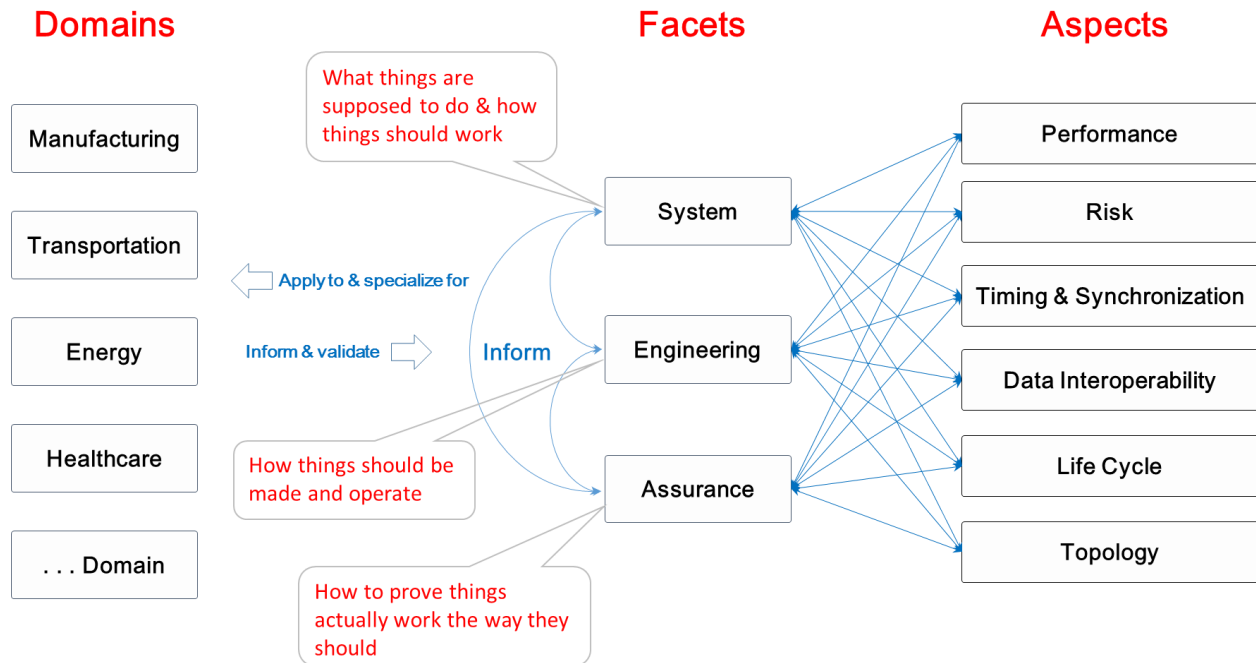 Domains
Facets
Aspects
What things are
supposed to do & how
things should work
Manufacturing
Performance
System
Risk
Transportation
Apply to & specialize for
Timing & Synchronization
Energy
Inform & validate
Inform
Engineering
Data Interoperability
Healthcare
How things should be
made and operate
Life Cycle
Assurance
. . . Domain
Topology
How to prove things
actually work the way they
should